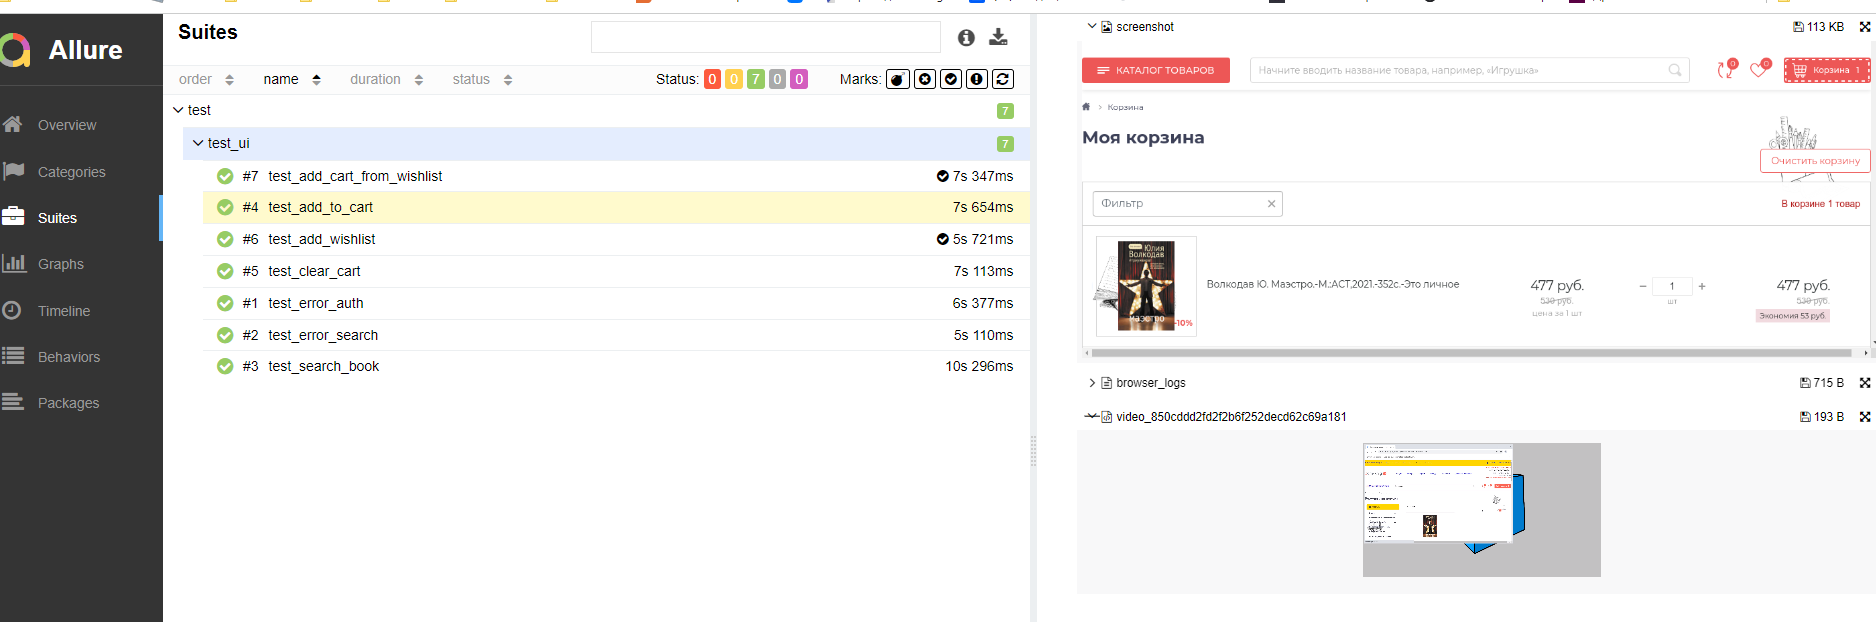 Allure
Overview
Categories
Suites
Graphs
Timeline
Behaviors
Packages
Suites
order name duration status Status: 0 0 7 0 0 Marks:
test 7
test_ui 7
#7 test_add_cart_from_wishlist 7s 347ms
#4 test_add_to_cart 7s 654ms
#6 test_add_wishlist 5s 721ms
#5 test_clear_cart 7s 113ms
#1 test_error_auth 6s 377ms
#2 test_error_search 5s 110ms
#3 test_search_book 10s 296ms
screenshot 113 KB
КАТАЛОГ ТОВАРОВ Начните вводить название товара, например, «Игрушка» 0 0 Корзина 1
Корзина
Моя корзина
Очистить корзину
Фильтр В корзине 1 товар
Юлия
Волкодав
маэстро
-10%
Волкодав Ю. Маэстро.-М.:АСТ,2021.-352с.-Это личное 477 руб. − 1 + 477 руб.
530 руб. шт 530 руб.
цена за 1 шт Экономия 53 руб.
browser_logs 715 B
video_850cddd2fd2f2b6f252decd62c69a181 193 B